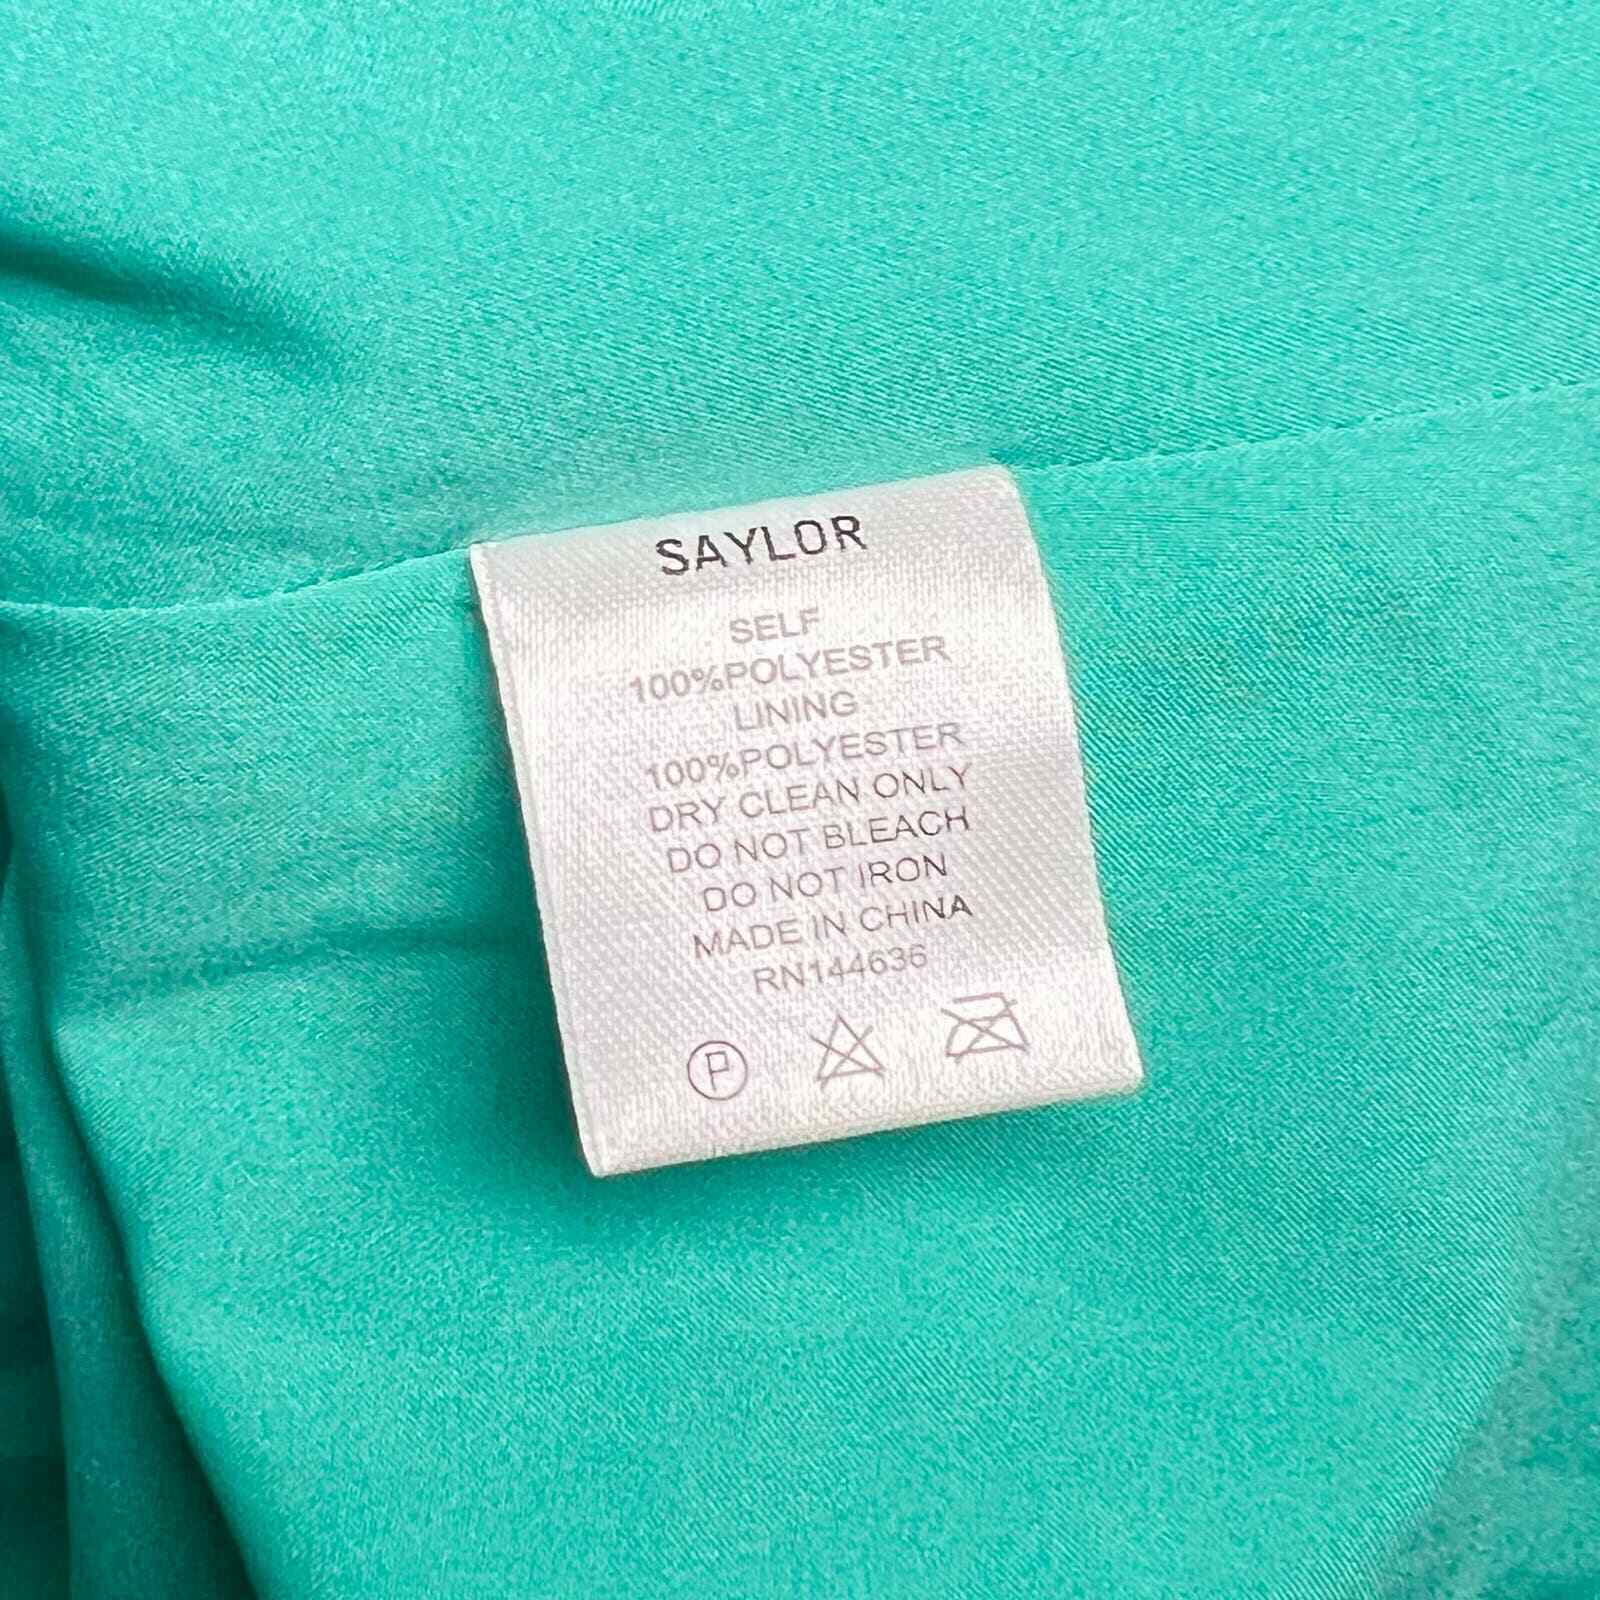 SAYLOR
SELF
100%POLYESTER
LINING
100%POLYESTER
DRY CLEAN ONLY
DO NOT BLEACH
DO NOT IRON
MADE IN CHINA
RN144636
P